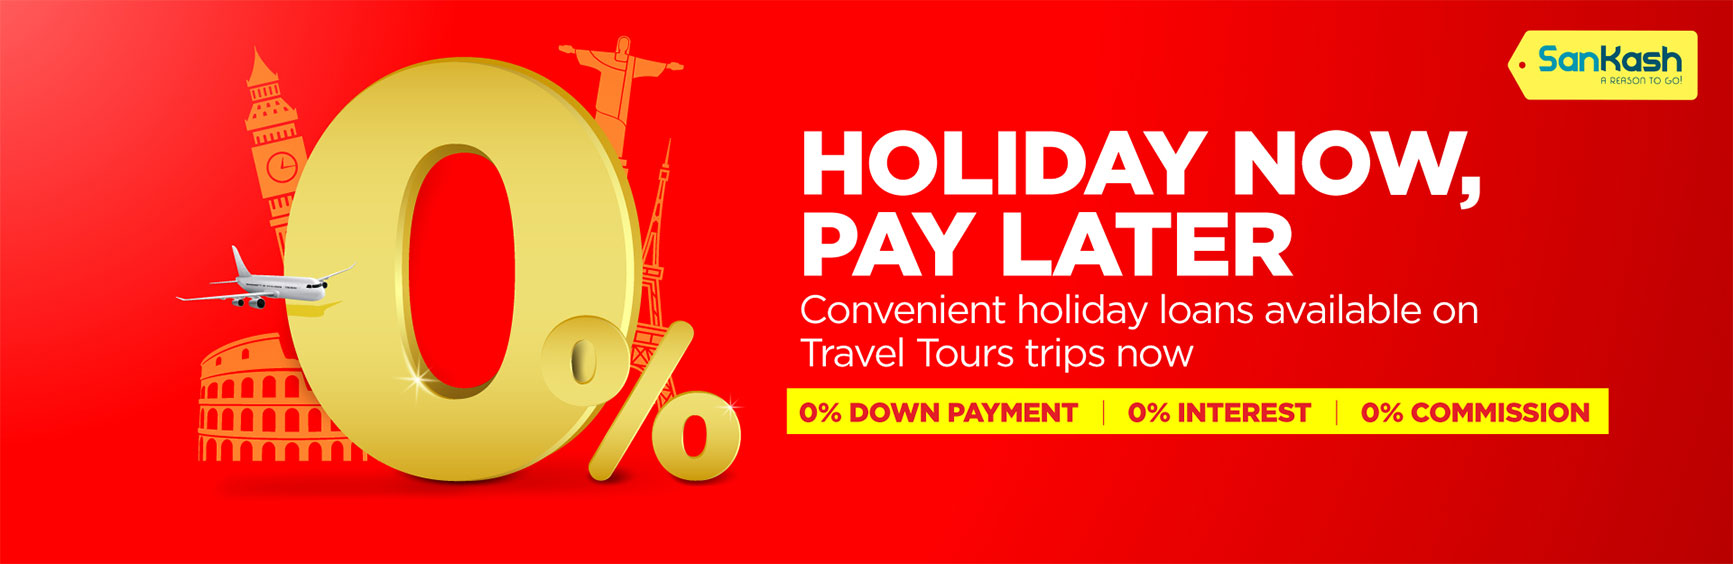 SanKash
A REASON TO GO!
0%
HOLIDAY NOW,
PAY LATER
Convenient holiday loans available on
Travel Tours trips now
0% DOWN PAYMENT | 0% INTEREST | 0% COMMISSION